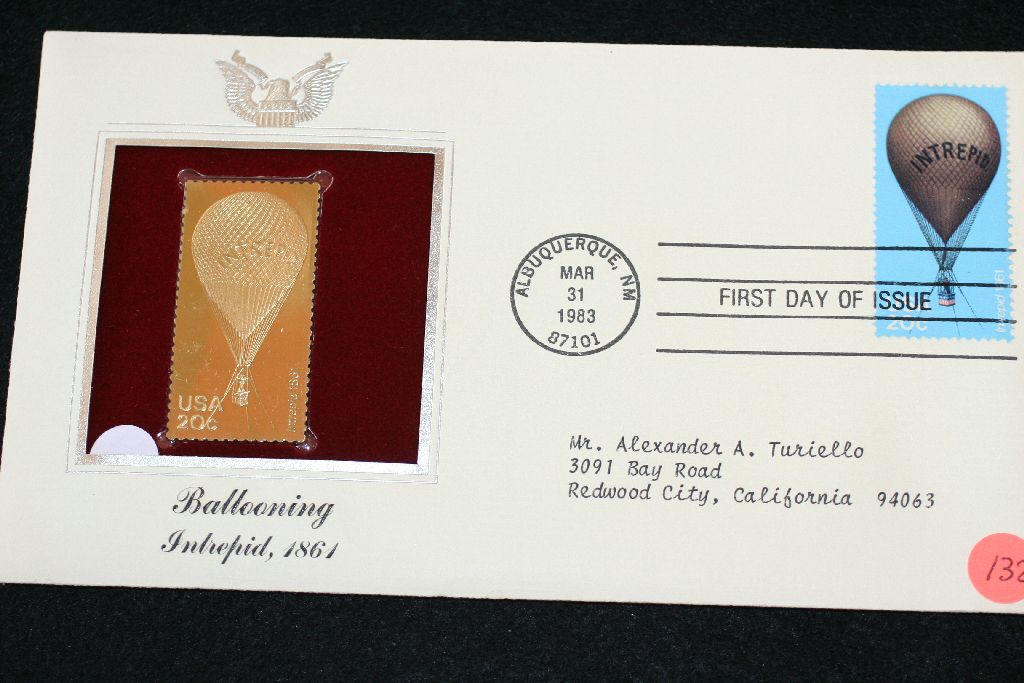 INTREPID
USA
20c
Intrepid 1861
Ballooning
Intrepid, 1861
ALBUQUERQUE, NM
MAR
31
1983
87101
FIRST DAY OF ISSUE
INTREPID
20c
Mr. Alexander A. Turiello
3091 Bay Road
Redwood City, California 94063
132